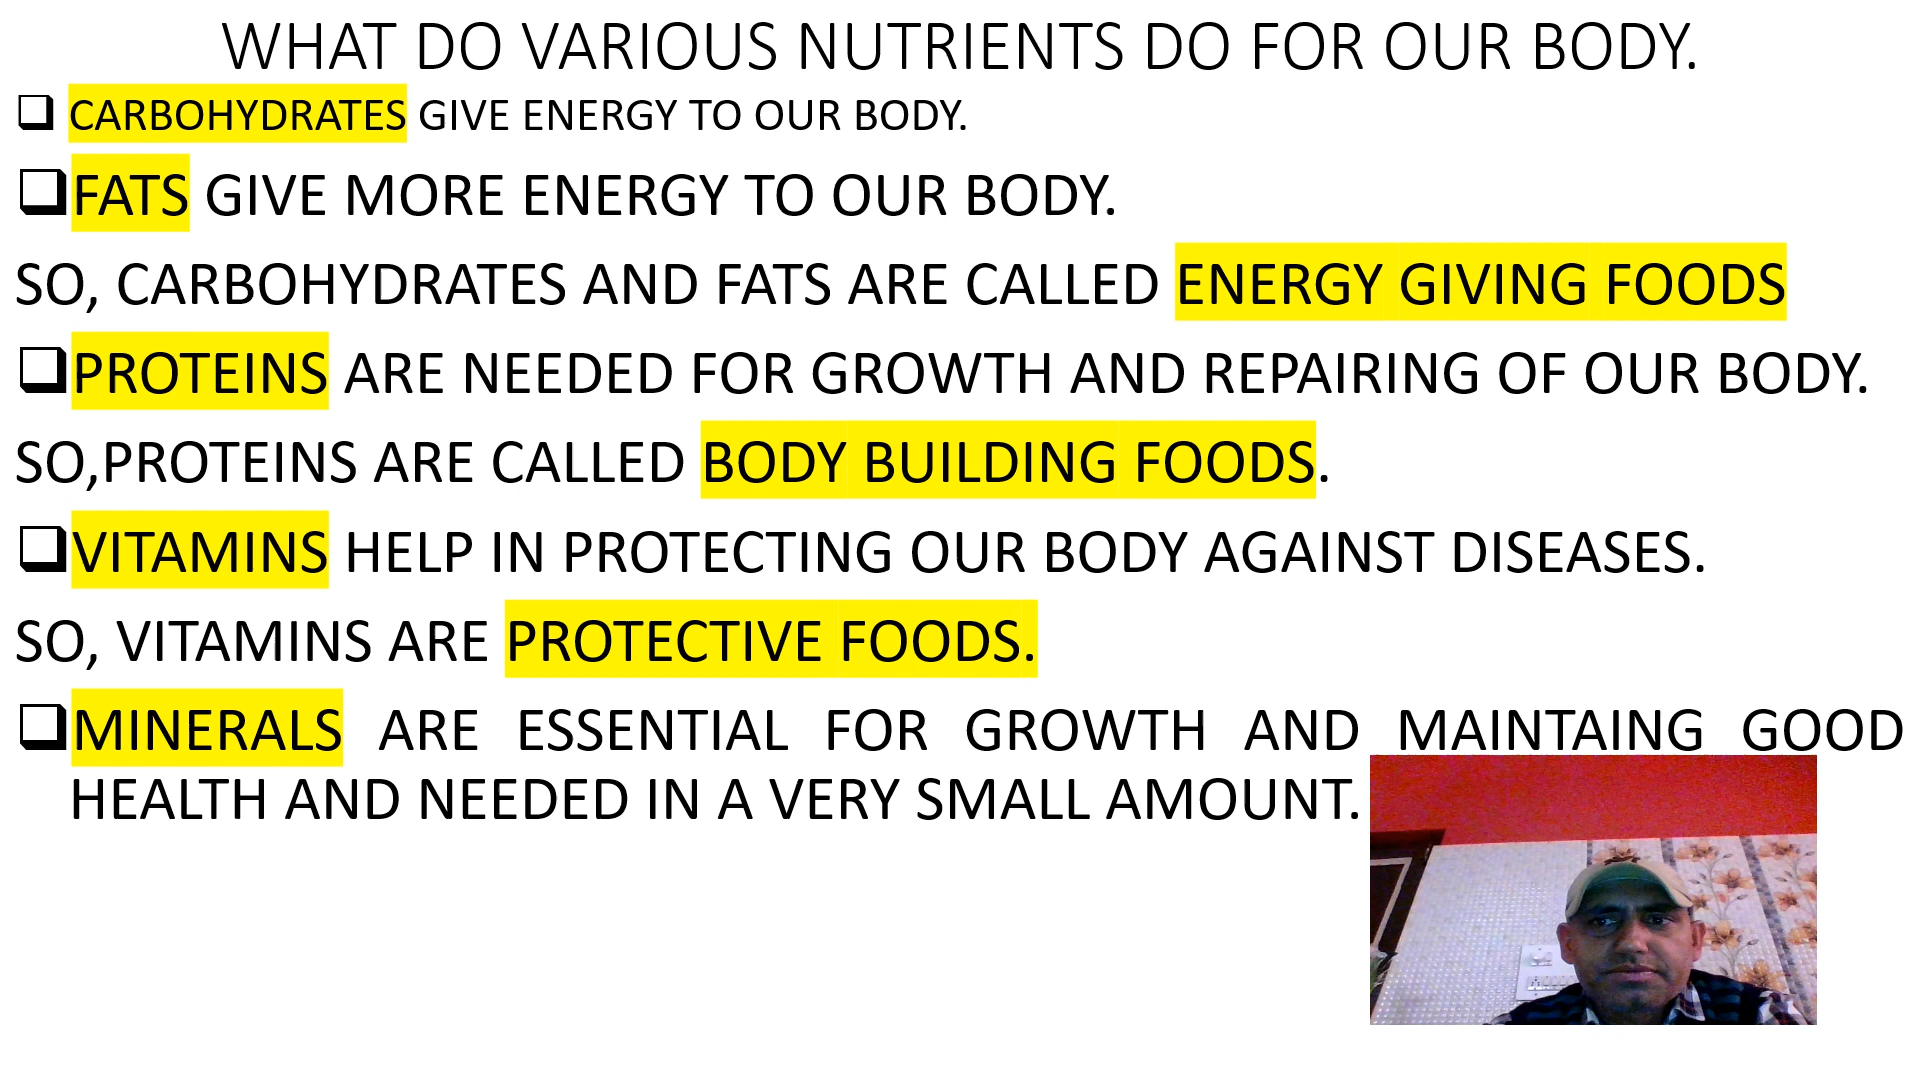 WHAT DO VARIOUS NUTRIENTS DO FOR OUR BODY.
CARBOHYDRATES GIVE ENERGY TO OUR BODY.
FATS GIVE MORE ENERGY TO OUR BODY.
SO, CARBOHYDRATES AND FATS ARE CALLED ENERGY GIVING FOODS
PROTEINS ARE NEEDED FOR GROWTH AND REPAIRING OF OUR BODY.
SO,PROTEINS ARE CALLED BODY BUILDING FOODS.
VITAMINS HELP IN PROTECTING OUR BODY AGAINST DISEASES.
SO, VITAMINS ARE PROTECTIVE FOODS.
MINERALS ARE ESSENTIAL FOR GROWTH AND MAINTAING GOOD
HEALTH AND NEEDED IN A VERY SMALL AMOUNT.